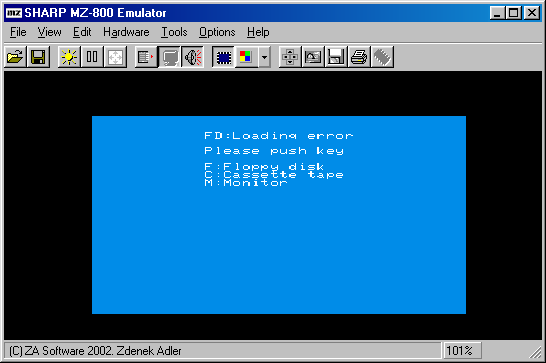 MZ SHARP MZ-800 Emulator
File View Edit Hardware Tools Options Help
FD:Loading error
Please push key
F:Floppy disk
C:Cassette tape
M:Monitor
(C) ZA Software 2002. Zdenek Adler 101%